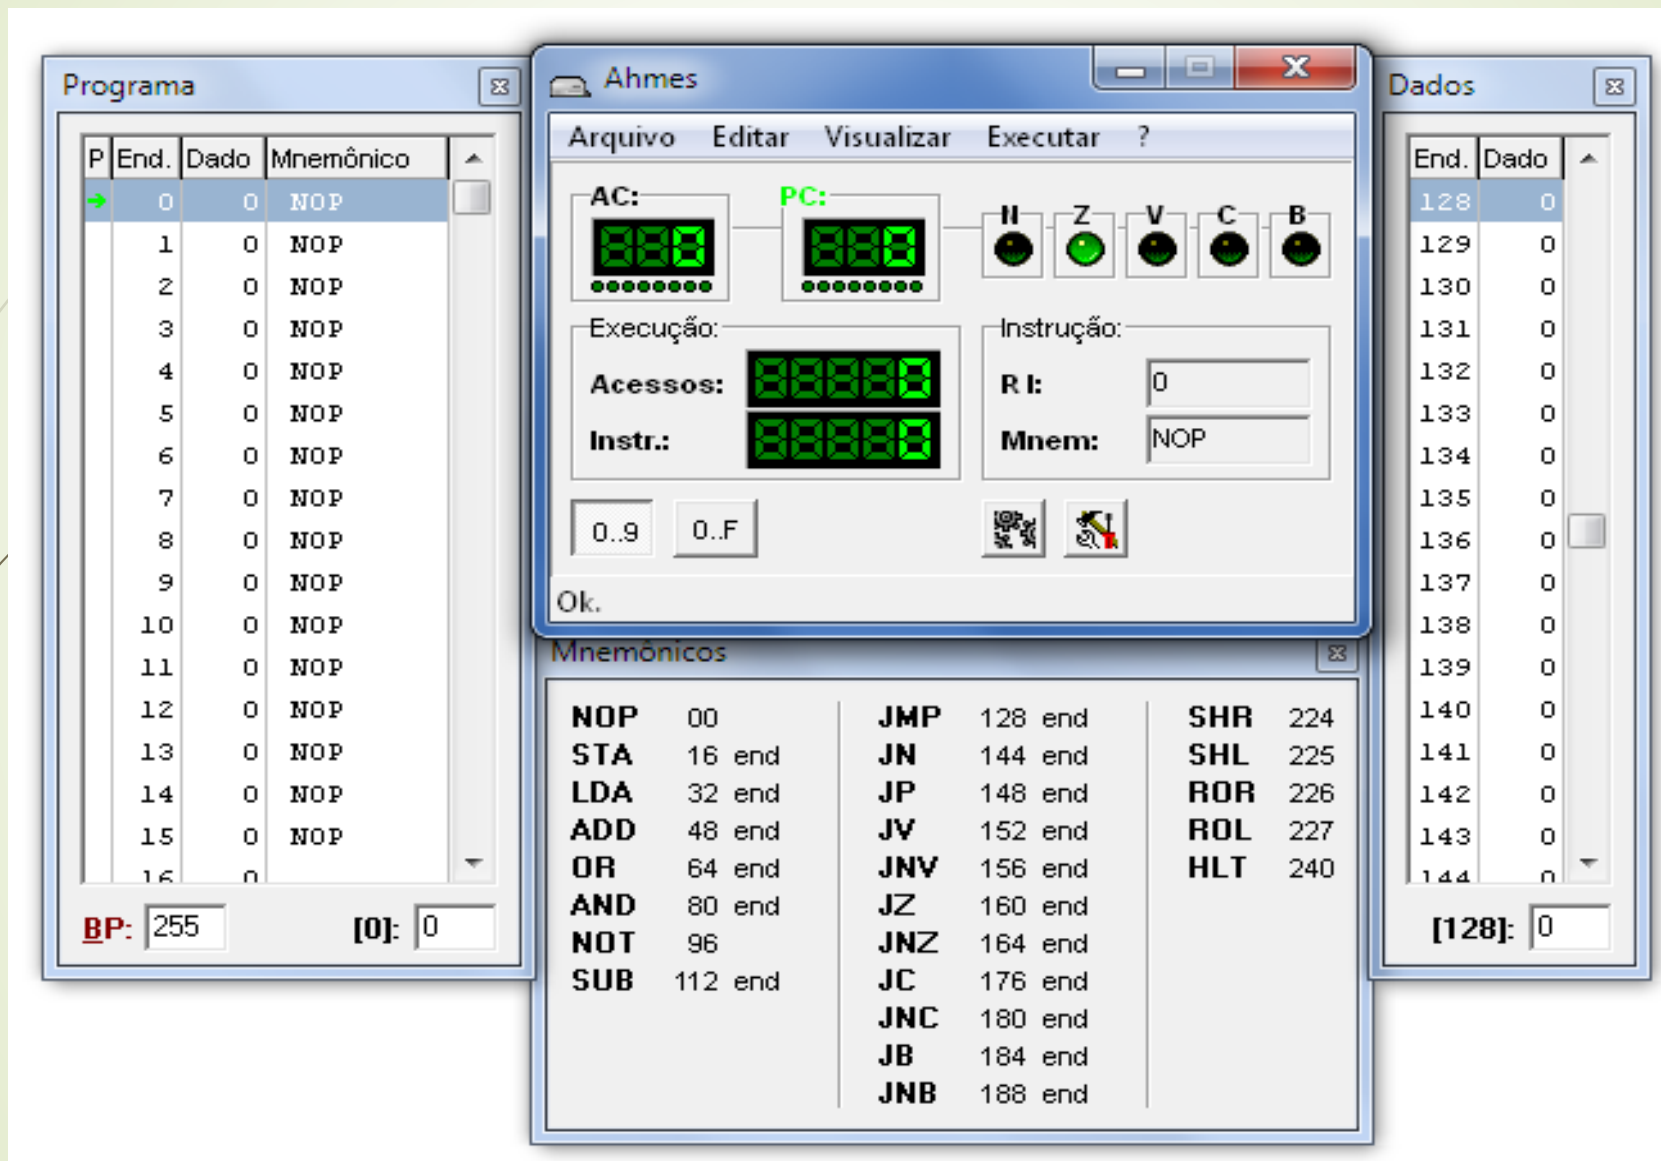 Programa
P End. Dado Mnemônico
0 0 NOP
1 0 NOP
2 0 NOP
3 0 NOP
4 0 NOP
5 0 NOP
6 0 NOP
7 0 NOP
8 0 NOP
9 0 NOP
10 0 NOP
11 0 NOP
12 0 NOP
13 0 NOP
14 0 NOP
15 0 NOP
16 0
BP: 255 [0]: 0
Ahmes
Arquivo Editar Visualizar Executar ?
AC: PC: N Z V C B
0 0
Execução: Instrução:
Acessos: 0 R I: 0
Instr.: 0 Mnem: NOP
0..9 0..F
Ok.
Mnemônicos
NOP 00 JMP 128 end SHR 224
STA 16 end JN 144 end SHL 225
LDA 32 end JP 148 end ROR 226
ADD 48 end JV 152 end ROL 227
OR 64 end JNV 156 end HLT 240
AND 80 end JZ 160 end
NOT 96 JNZ 164 end
SUB 112 end JC 176 end
JNC 180 end
JB 184 end
JNB 188 end
Dados
End. Dado
128 0
129 0
130 0
131 0
132 0
133 0
134 0
135 0
136 0
137 0
138 0
139 0
140 0
141 0
142 0
143 0
144 0
[128]: 0